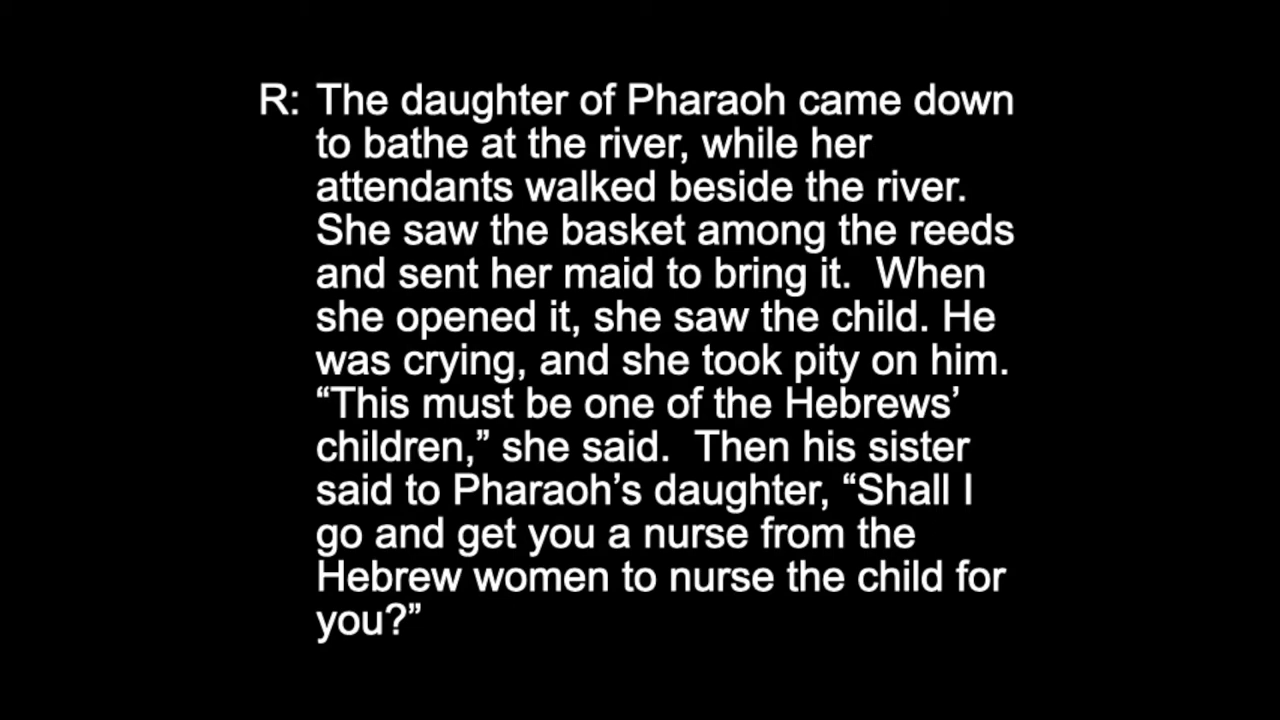 R: The daughter of Pharaoh came down
to bathe at the river, while her
attendants walked beside the river.
She saw the basket among the reeds
and sent her maid to bring it.  When
she opened it, she saw the child. He
was crying, and she took pity on him.
“This must be one of the Hebrews’
children,” she said.  Then his sister
said to Pharaoh’s daughter, “Shall I
go and get you a nurse from the
Hebrew women to nurse the child for
you?”